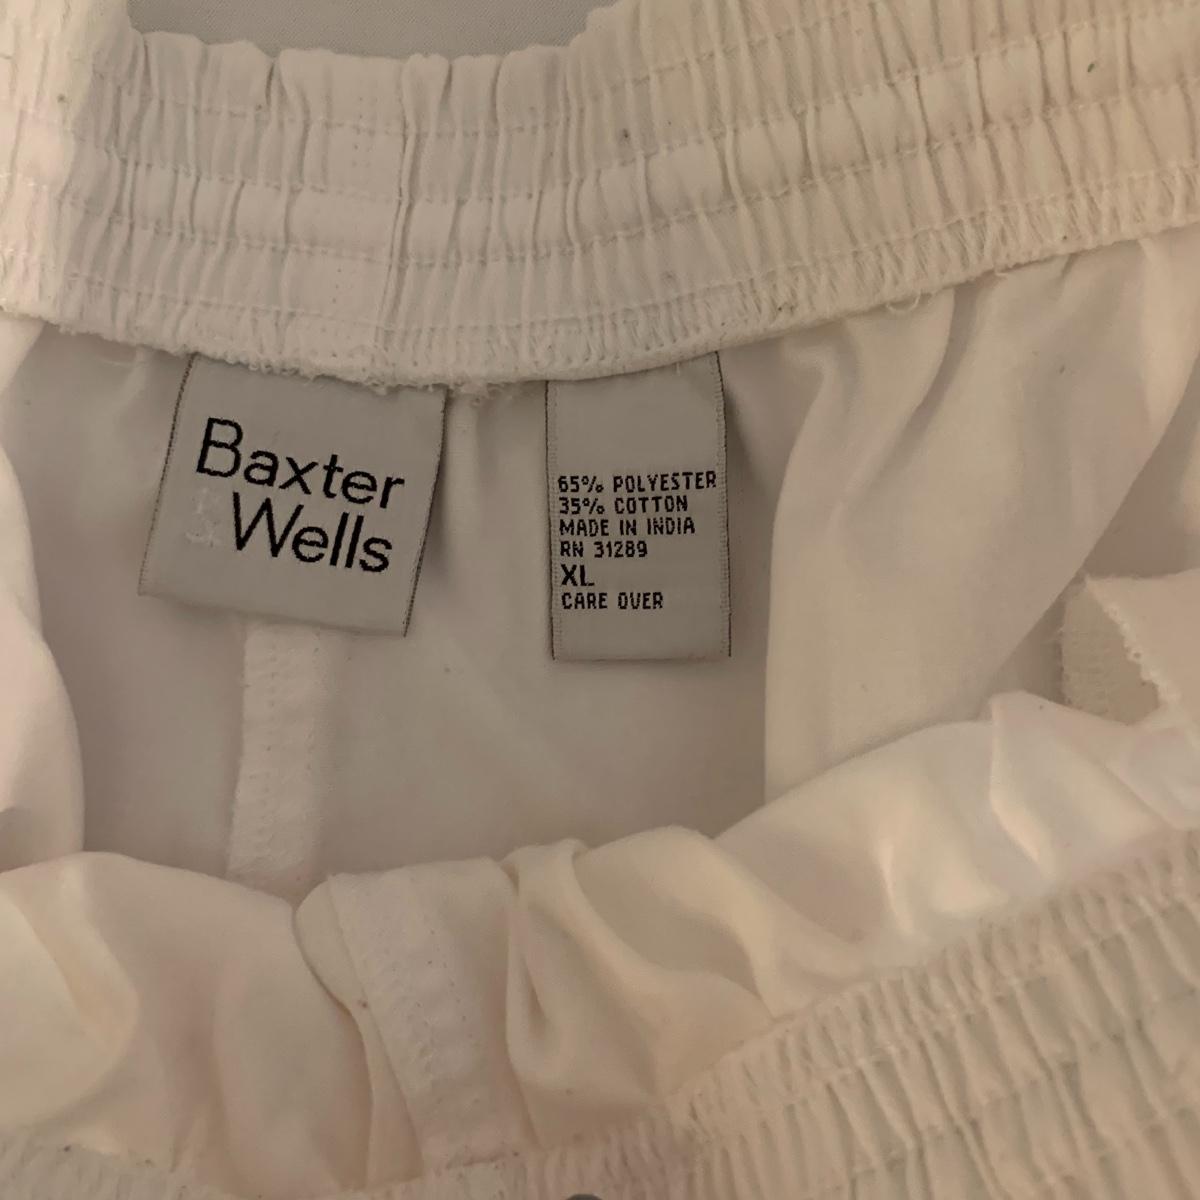 Baxter
& Wells
65% POLYESTER
35% COTTON
MADE IN INDIA
RN 31289
XL
CARE OVER